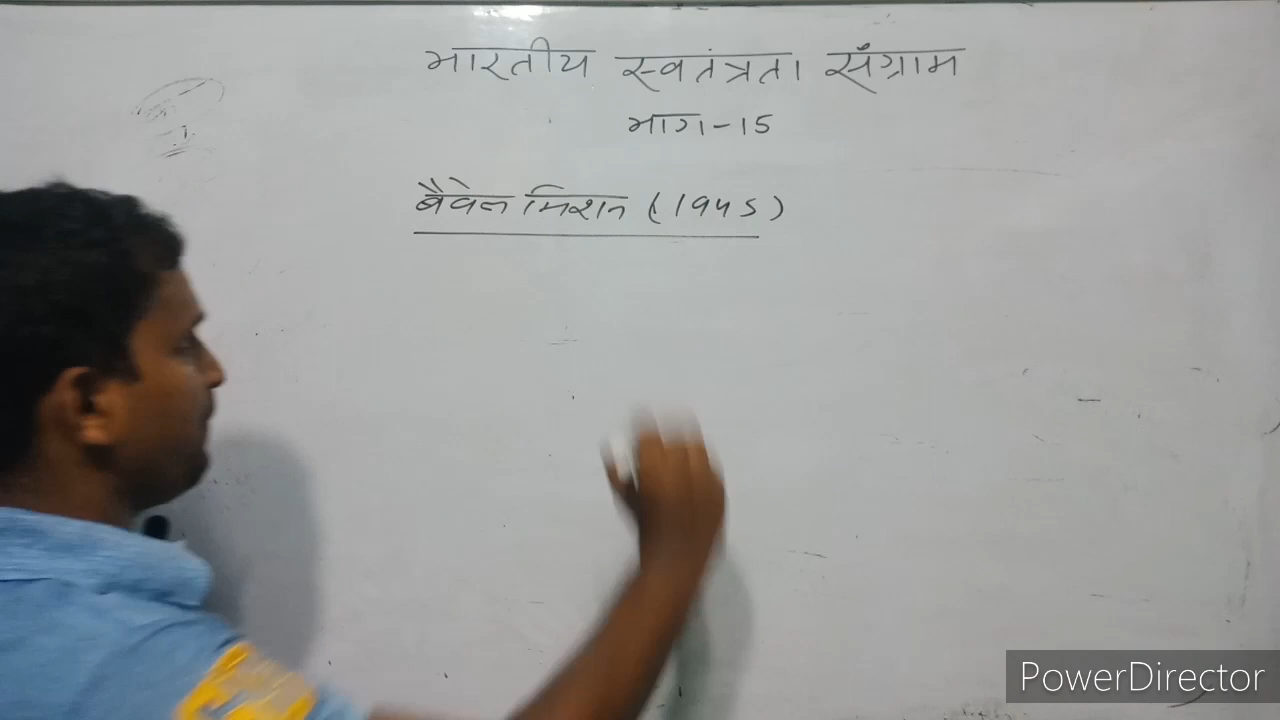 भारतीय स्वतंत्रता संग्राम
भाग-15
बैवेल मिशन (1945)
PowerDirector